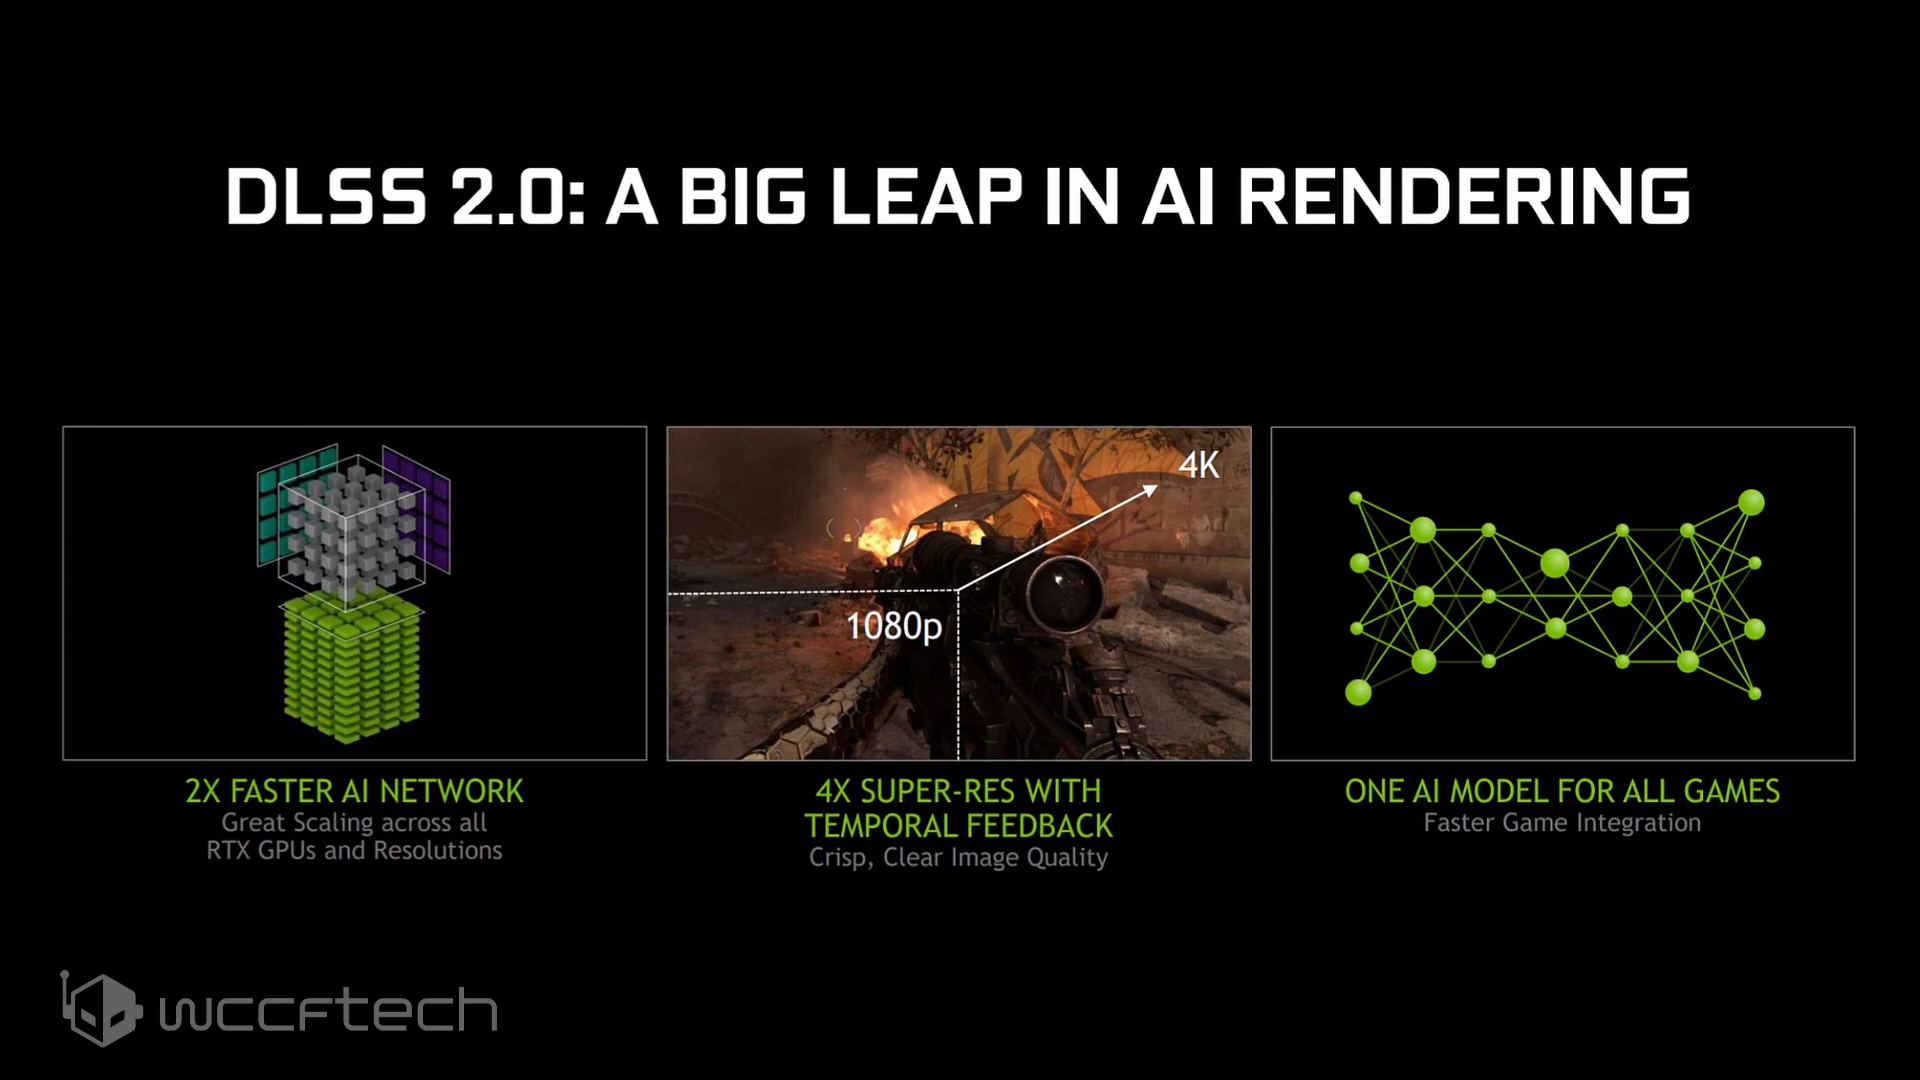 DLSS 2.0: A BIG LEAP IN AI RENDERING
4K
1080p
2X FASTER AI NETWORK
Great Scaling across all
RTX GPUs and Resolutions
4X SUPER-RES WITH
TEMPORAL FEEDBACK
Crisp, Clear Image Quality
ONE AI MODEL FOR ALL GAMES
Faster Game Integration
wccftech